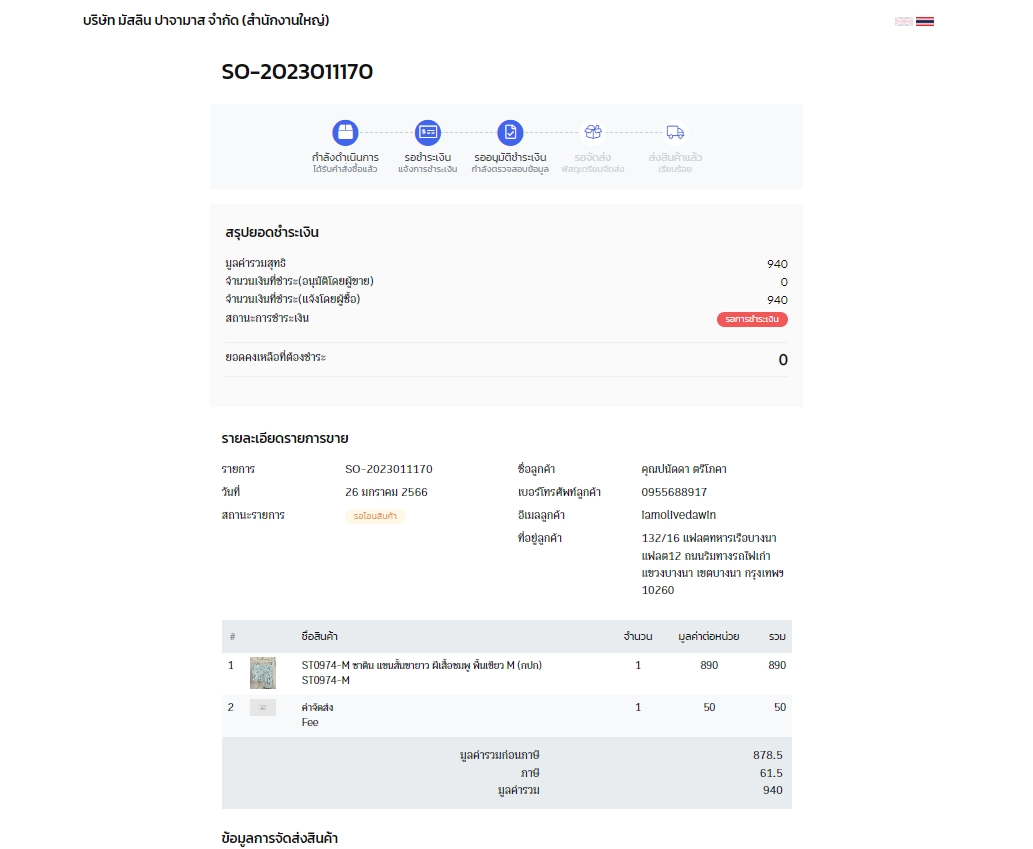 บริษัท มัสลิน ปาจามาส จำกัด (สำนักงานใหญ่)
SO-2023011170
กำลังดำเนินการ
ได้รับคำสั่งซื้อแล้ว
รอชำระเงิน
แจ้งการชำระเงิน
รออนุมัติชำระเงิน
กำลังตรวจสอบข้อมูล
รอจัดส่ง
พัสดุเตรียมจัดส่ง
ส่งสินค้าแล้ว
เรียบร้อย
สรุปยอดชำระเงิน
มูลค่ารวมสุทธิ 940
จำนวนเงินที่ชำระ(อนุมัติโดยผู้ขาย) 0
จำนวนเงินที่ชำระ(แจ้งโดยผู้ซื้อ) 940
สถานะการชำระเงิน รอการชำระเงิน
ยอดคงเหลือที่ต้องชำระ 0
รายละเอียดรายการขาย
รายการ SO-2023011170
วันที่ 26 มกราคม 2566
สถานะรายการ รอโอนสินค้า
ชื่อลูกค้า คุณปนัดดา ตรีโภคา
เบอร์โทรศัพท์ลูกค้า 0955688917
อีเมลลูกค้า iamolivedawin
ที่อยู่ลูกค้า 132/16 แฟลตทหารเรือบางนา
แฟลต12 ถนนริมทางรถไฟเก่า
แขวงบางนา เขตบางนา กรุงเทพฯ
10260
# ชื่อสินค้า จำนวน มูลค่าต่อหน่วย รวม
1 ST0974-M ซาติน แขนสั้นขายาว ผีเสื้อชมพู พื้นเขียว M (กปก) 1 890 890
ST0974-M
2 ค่าจัดส่ง 1 50 50
Fee
มูลค่ารวมก่อนภาษี 878.5
ภาษี 61.5
มูลค่ารวม 940
ข้อมูลการจัดส่งสินค้า